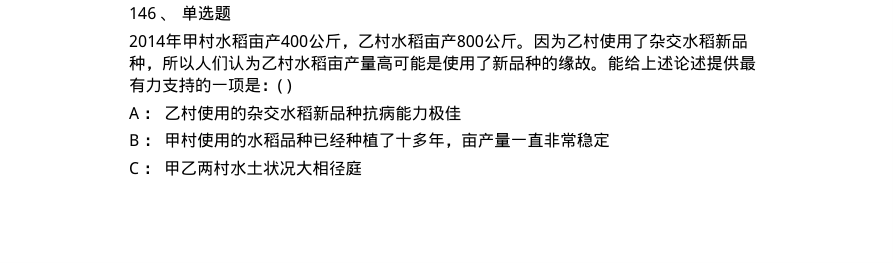 146 、 单选题
2014年甲村水稻亩产400公斤，乙村水稻亩产800公斤。因为乙村使用了杂交水稻新品
种，所以人们认为乙村水稻亩产量高可能是使用了新品种的缘故。能给上述论述提供最
有力支持的一项是：( )
A ： 乙村使用的杂交水稻新品种抗病能力极佳
B ： 甲村使用的水稻品种已经种植了十多年，亩产量一直非常稳定
C ： 甲乙两村水土状况大相径庭